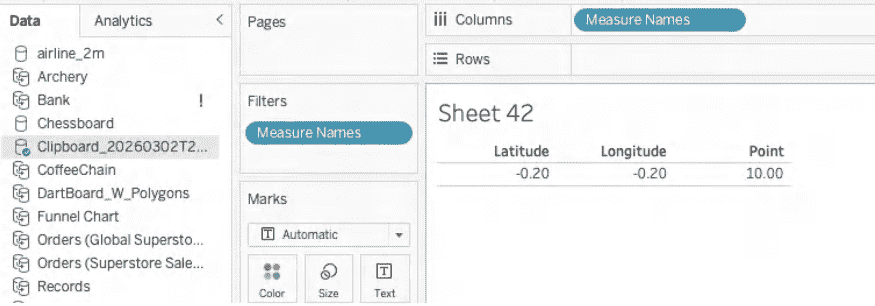 Data Analytics <
airline_2m
Archery
Bank !
Chessboard
Clipboard_20260302T2...
CoffeeChain
DartBoard_W_Polygons
Funnel Chart
Orders (Global Supersto...
Orders (Superstore Sale...
Records
Pages
Filters
Measure Names
Marks
T Automatic
Color Size T Text
iii Columns Measure Names
Rows
Sheet 42
Latitude Longitude Point
-0.20 -0.20 10.00